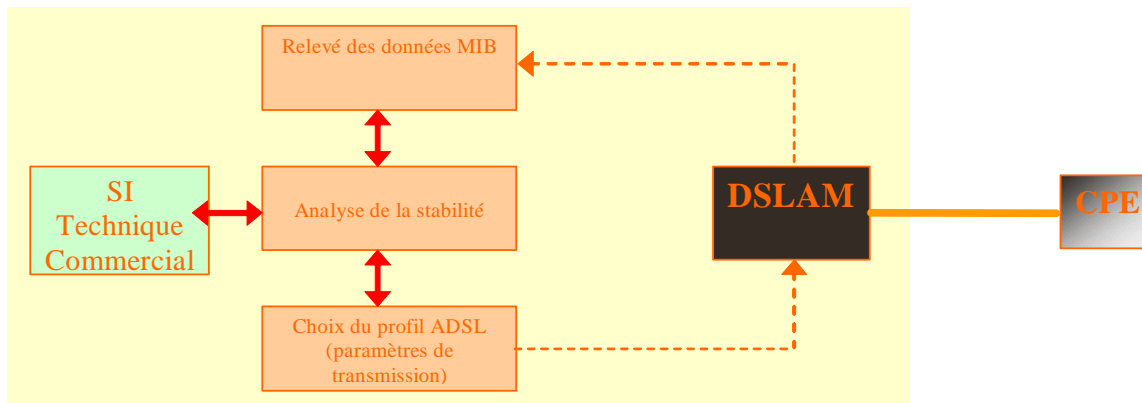 Relevé des données MIB
SI
Technique
Commercial
Analyse de la stabilité
DSLAM
CPE
Choix du profil ADSL
(paramètres de
transmission)